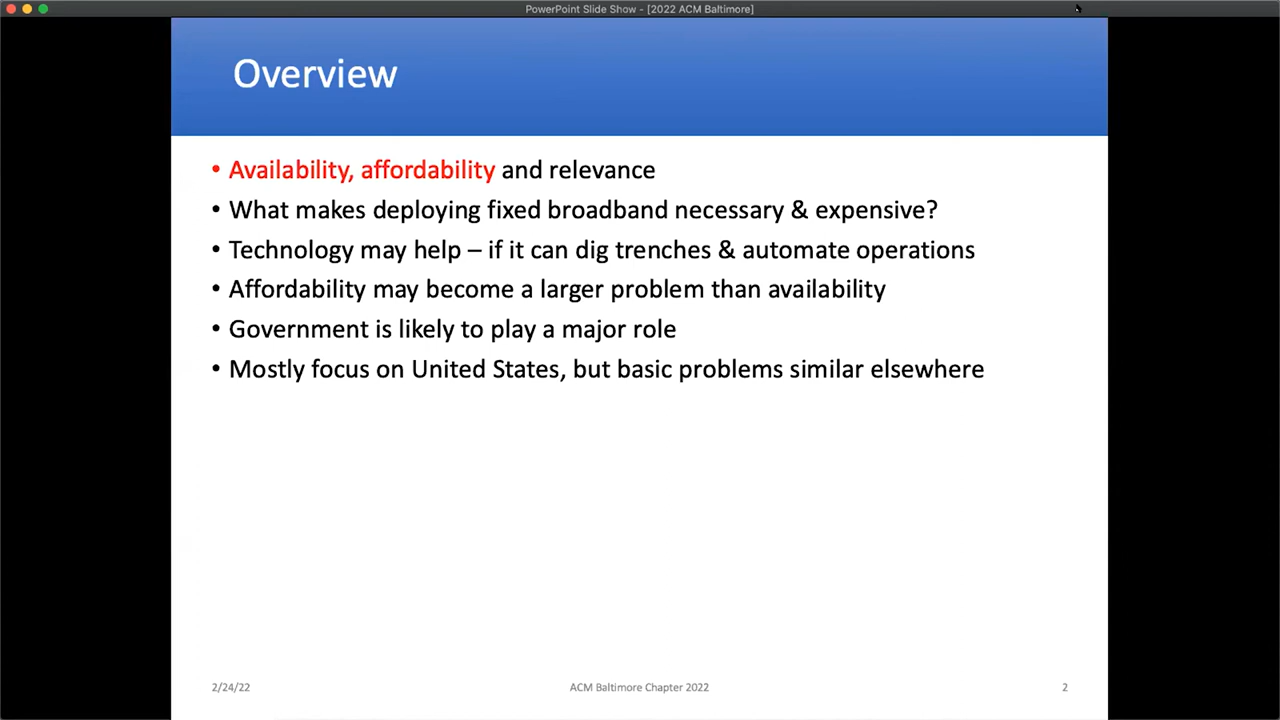 PowerPoint Slide Show - [2022 ACM Baltimore]
Overview
• Availability, affordability and relevance
• What makes deploying fixed broadband necessary & expensive?
• Technology may help – if it can dig trenches & automate operations
• Affordability may become a larger problem than availability
• Government is likely to play a major role
• Mostly focus on United States, but basic problems similar elsewhere
2/24/22
ACM Baltimore Chapter 2022
2